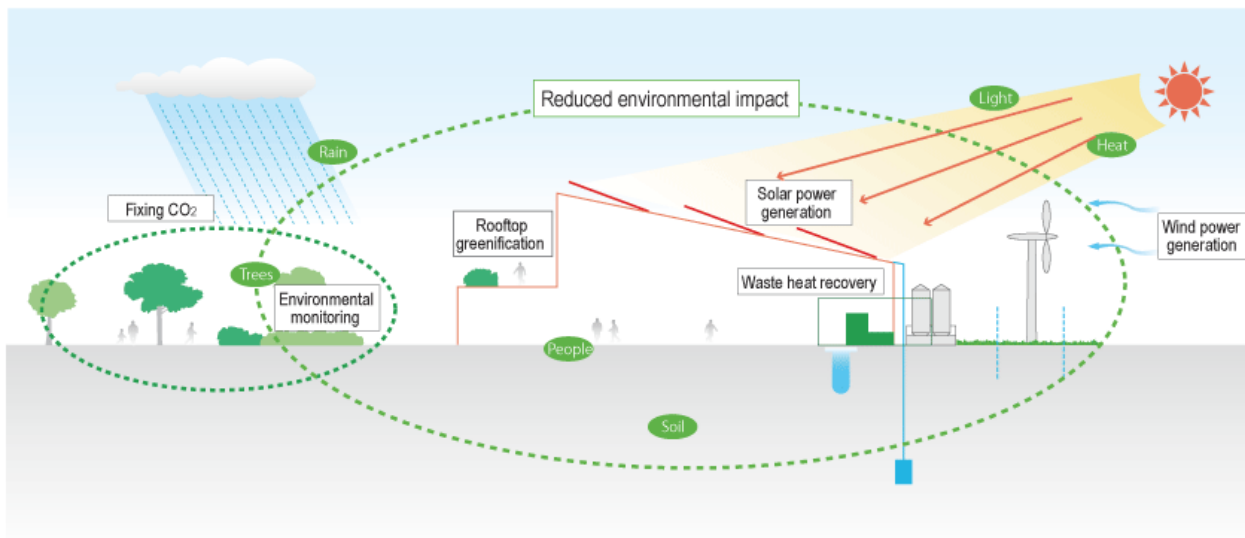 Reduced environmental impact
Light
Rain
Heat
Solar power
generation
Fixing CO₂
Rooftop
greenification
Wind power
generation
Trees
Environmental
monitoring
Waste heat recovery
People
Soil